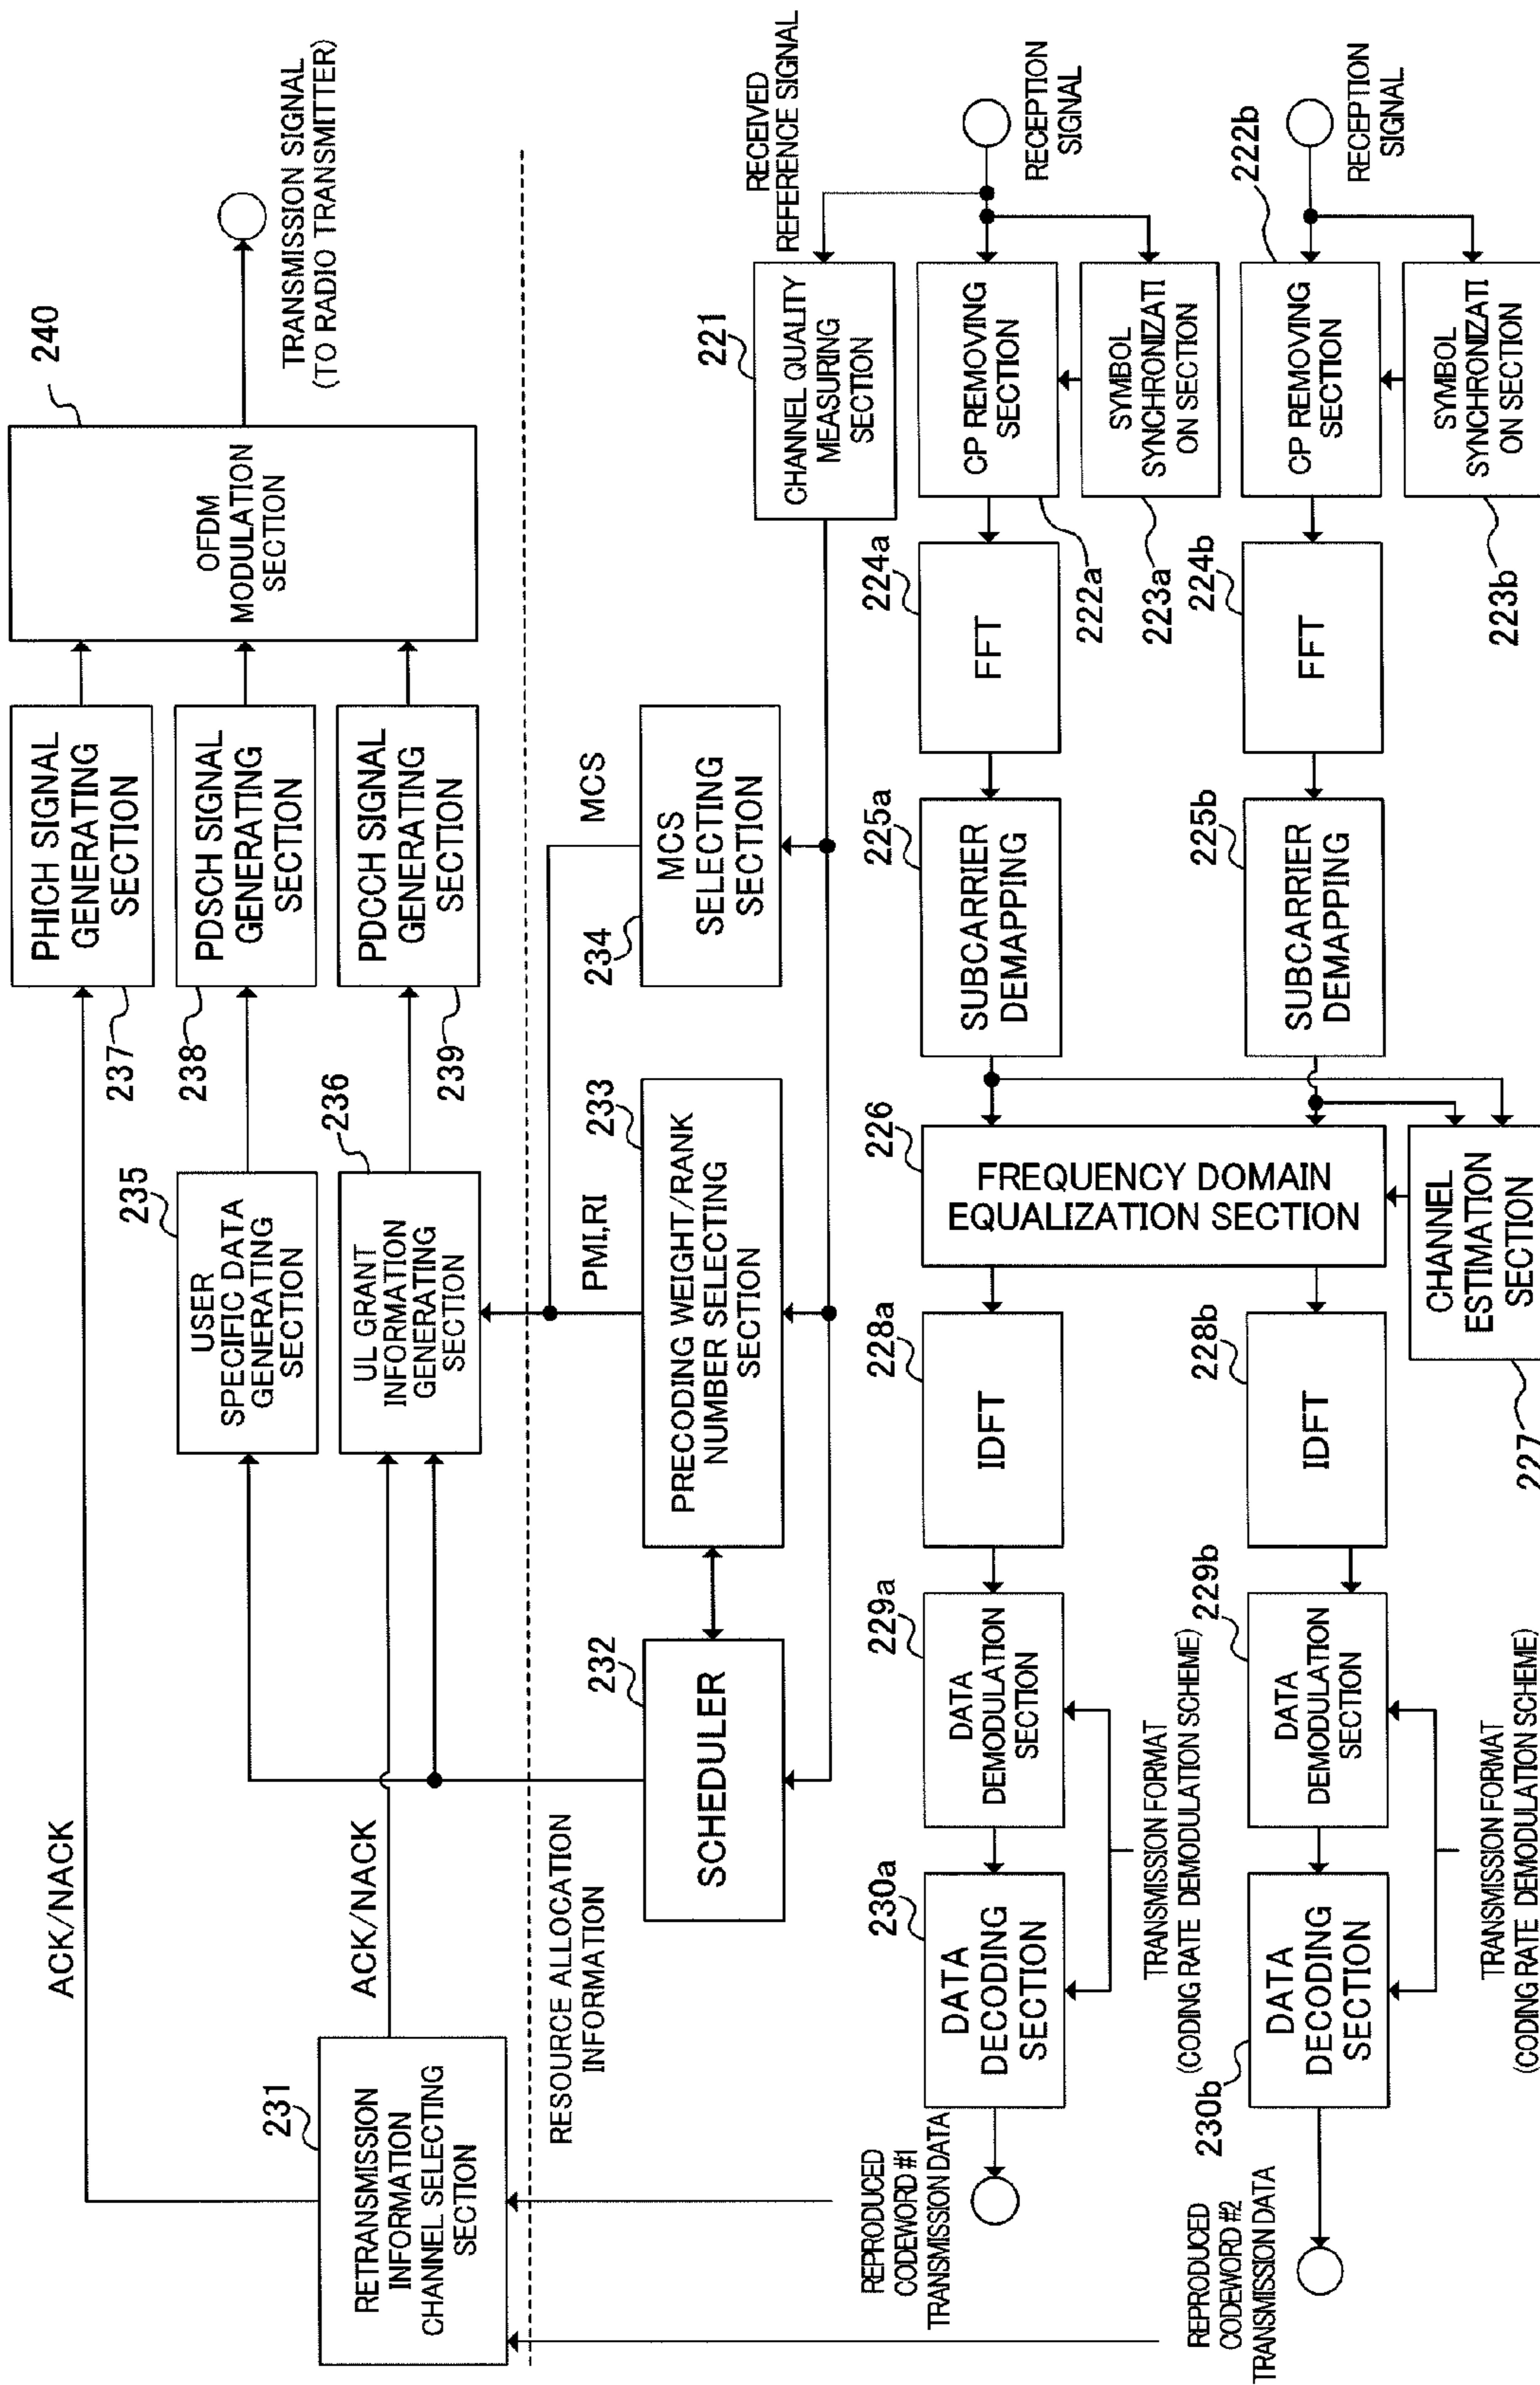 ACK/NACK
RETRANSMISSION
INFORMATION
CHANNEL SELECTING
SECTION
231
ACK/NACK
USER
SPECIFIC DATA
GENERATING
SECTION
235
UL GRANT
INFORMATION
GENERATING
SECTION
236
PHICH SIGNAL
GENERATING
SECTION
237
PDSCH SIGNAL
GENERATING
SECTION
238
PDCCH SIGNAL
GENERATING
SECTION
239
OFDM
MODULATION
SECTION
240
TRANSMISSION SIGNAL
(TO RADIO TRANSMITTER)
RESOURCE ALLOCATION
INFORMATION
SCHEDULER
232
PRECODING WEIGHT/RANK
NUMBER SELECTING
SECTION
233
PMI,RI
MCS
SELECTING
SECTION
234
MCS
CHANNEL QUALITY
MEASURING
SECTION
221
RECEIVED
REFERENCE SIGNAL
REPRODUCED
CODEWORD #1
TRANSMISSION DATA
DATA
DECODING
SECTION
230a
DATA
DEMODULATION
SECTION
229a
TRANSMISSION FORMAT
(CODING RATE DEMODULATION SCHEME)
IDFT
228a
FREQUENCY DOMAIN
EQUALIZATION SECTION
226
SUBCARRIER
DEMAPPING
225a
FFT
224a
CP REMOVING
SECTION
222a
SYMBOL
SYNCHRONIZATI
ON SECTION
223a
RECEPTION
SIGNAL
REPRODUCED
CODEWORD #2
TRANSMISSION DATA
DATA
DECODING
SECTION
230b
DATA
DEMODULATION
SECTION
229b
TRANSMISSION FORMAT
(CODING RATE DEMODULATION SCHEME)
IDFT
228b
CHANNEL
ESTIMATION
SECTION
227
SUBCARRIER
DEMAPPING
225b
FFT
224b
CP REMOVING
SECTION
222b
SYMBOL
SYNCHRONIZATI
ON SECTION
223b
RECEPTION
SIGNAL